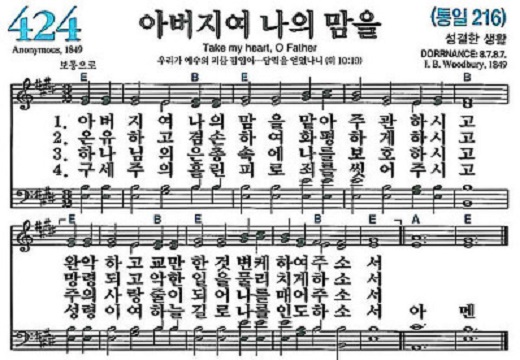 424
아버지여 나의 맘을
(통일 216)
Anonymous, 1849
Take my heart, O Father
성결한 생활
우리가 예수의 피를 힘입어—담력을 얻었나니
DORRNANCE: 8.7.8.7.
I. B. Woodbury, 1849
보통으로
E E B E
1. 아 버 지 여 나 의 맘 을 맡 아 주 관 하 시 고
2. 온 유 하 고 겸 손 하 여 화 평 하 게 하 시 고
3. 하 나 님 의 은 총 속 에 나 를 보 호 하 시 고
4. 구 세 주 의 흘 린 피 로 죄 를 씻 어 주 시 고
E B E B E A E
완악 하 고 교만 한 것 변 케 하여 주 소 서
망령 되 고 악한 일 을 물 리 치게 하 소 서
주의 사 랑 줄이 되 어 나 를 매어 주 소 서
성령 이 여 하늘 길 로 나 를 인도 하 소 서 아 멘